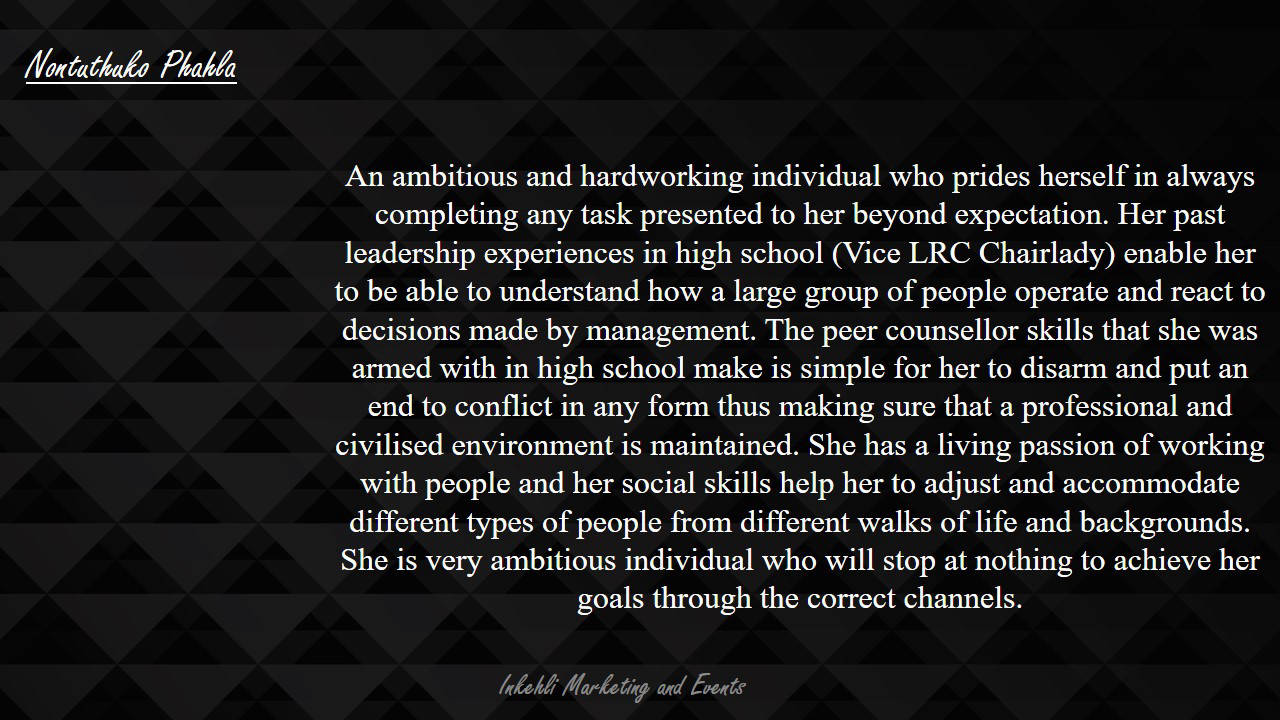 Nontuthuko Phahla
An ambitious and hardworking individual who prides herself in always
completing any task presented to her beyond expectation. Her past
leadership experiences in high school (Vice LRC Chairlady) enable her
to be able to understand how a large group of people operate and react to
decisions made by management. The peer counsellor skills that she was
armed with in high school make is simple for her to disarm and put an
end to conflict in any form thus making sure that a professional and
civilised environment is maintained. She has a living passion of working
with people and her social skills help her to adjust and accommodate
different types of people from different walks of life and backgrounds.
She is very ambitious individual who will stop at nothing to achieve her
goals through the correct channels.
Inkehli Marketing and Events